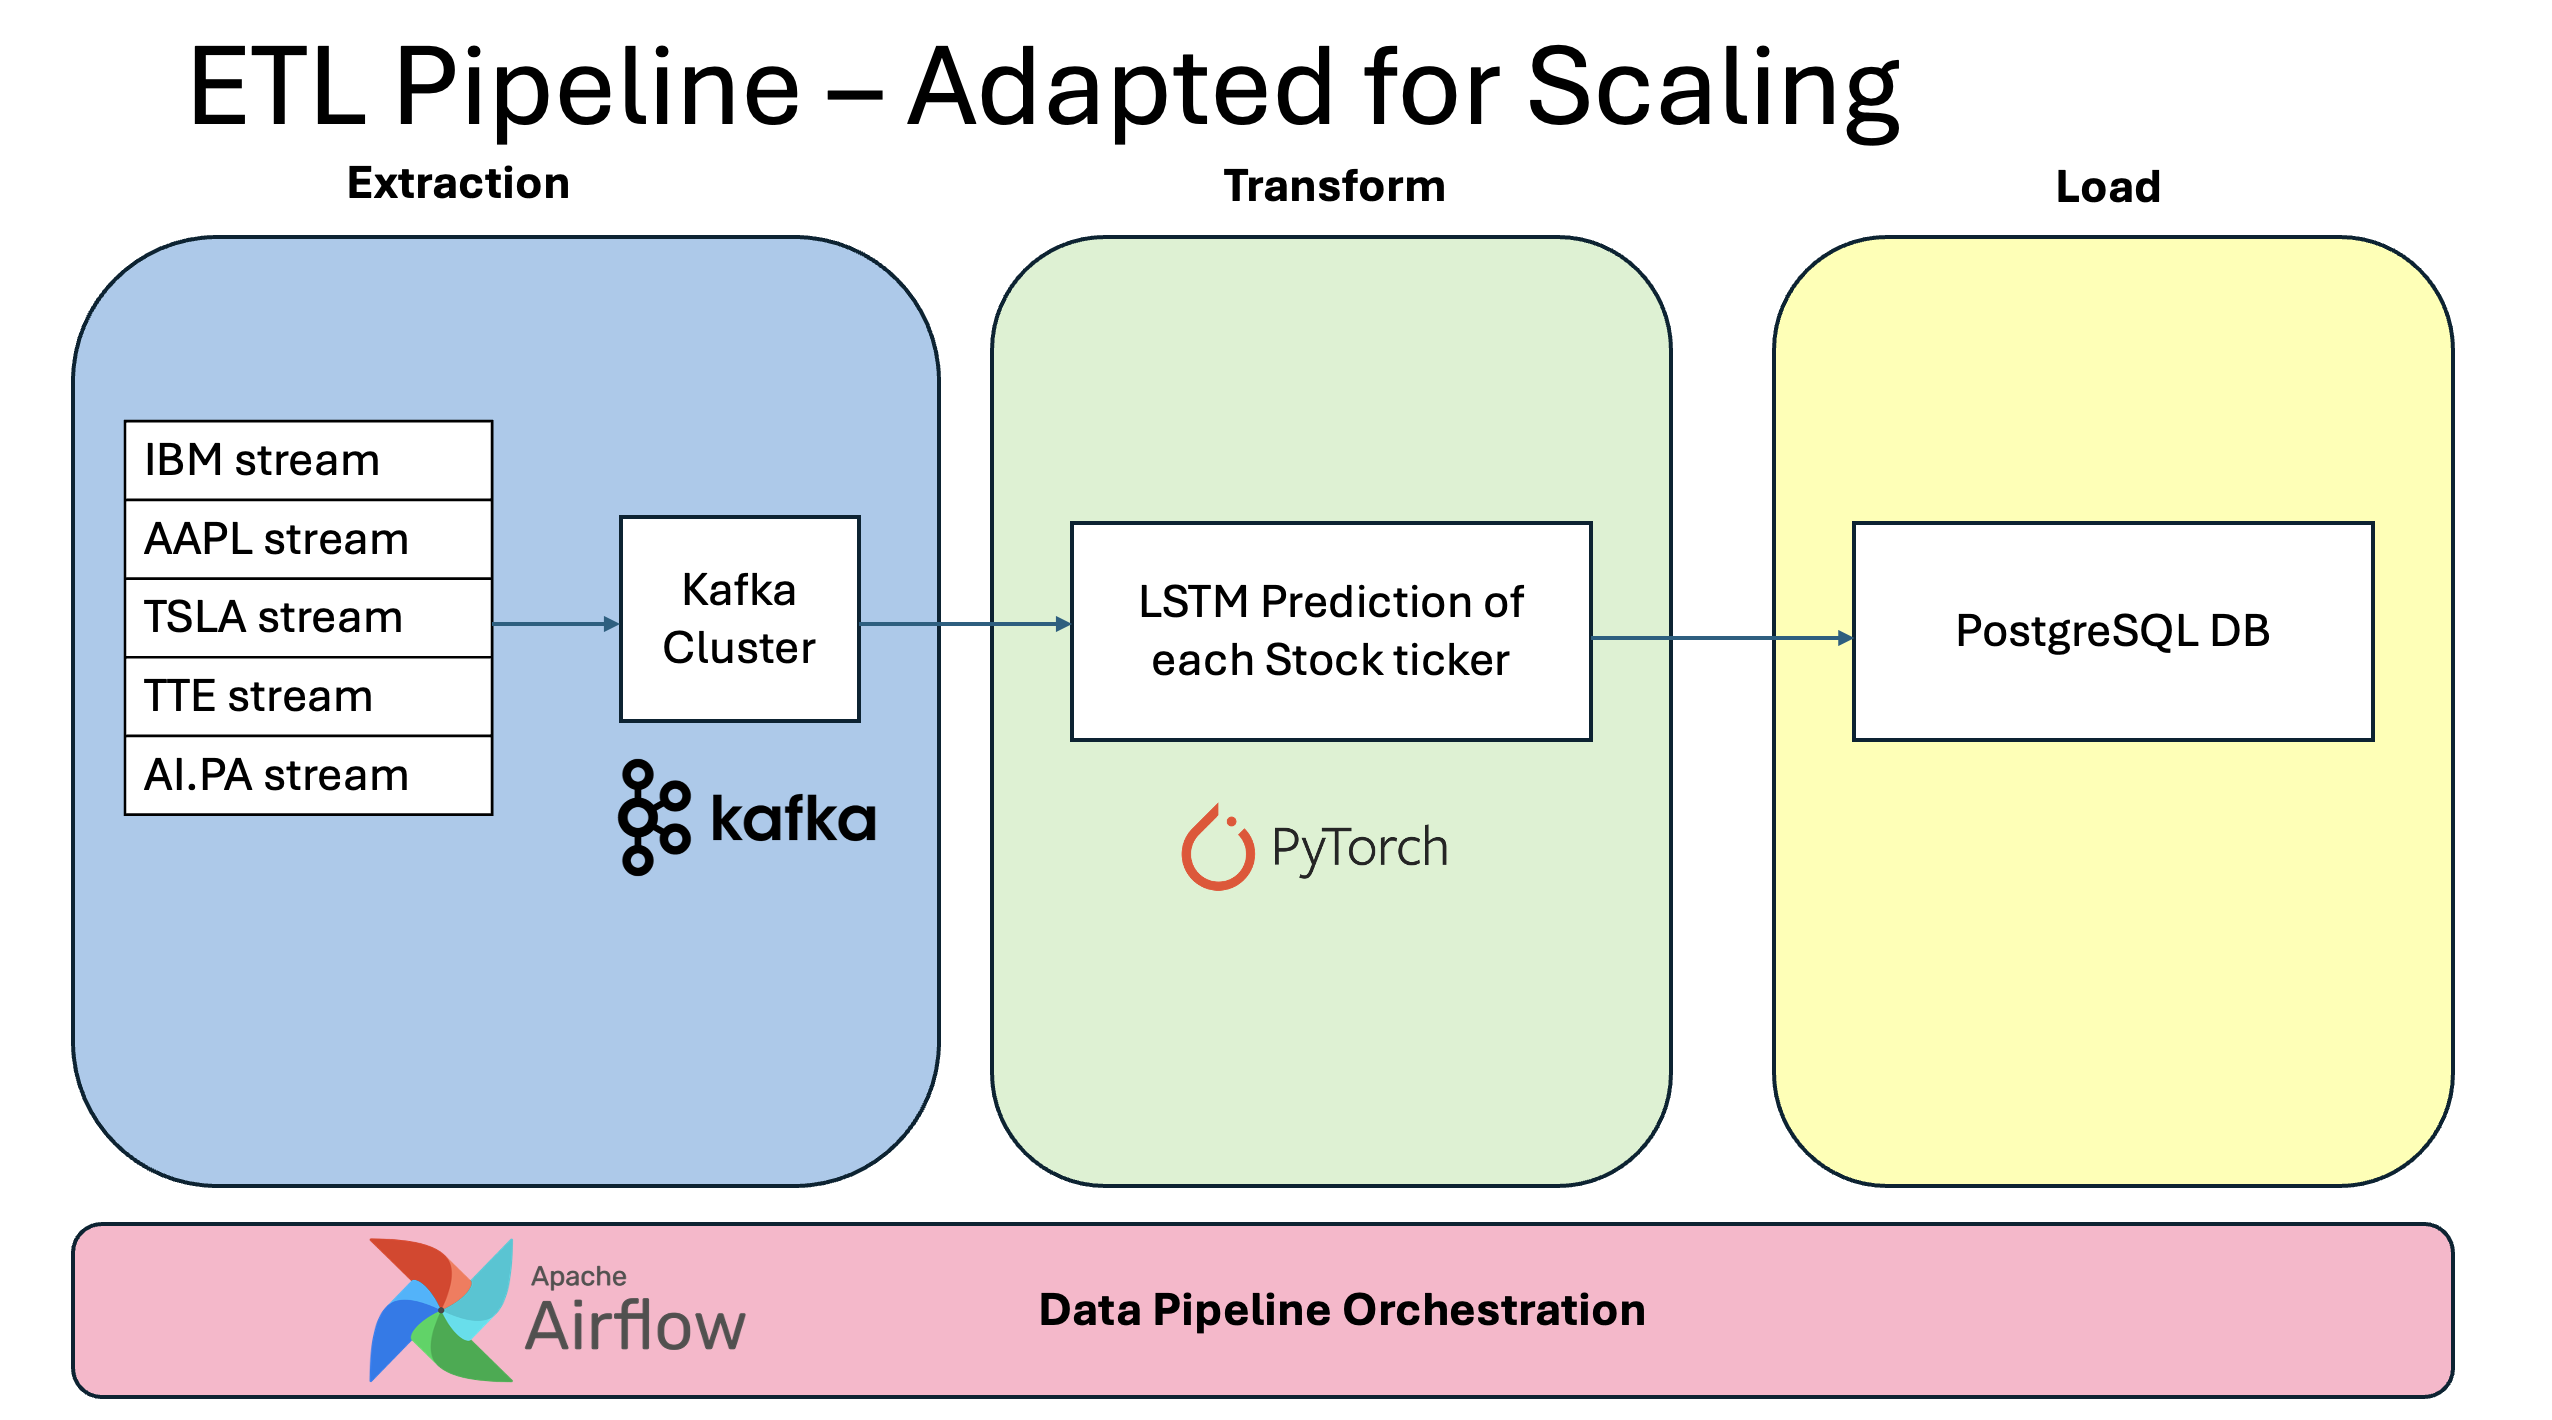 ETL Pipeline – Adapted for Scaling
Extraction
Transform
Load
IBM stream
AAPL stream
TSLA stream
TTE stream
AI.PA stream
Kafka
Cluster
kafka
LSTM Prediction of
each Stock ticker
PyTorch
PostgreSQL DB
Apache
Airflow
Data Pipeline Orchestration